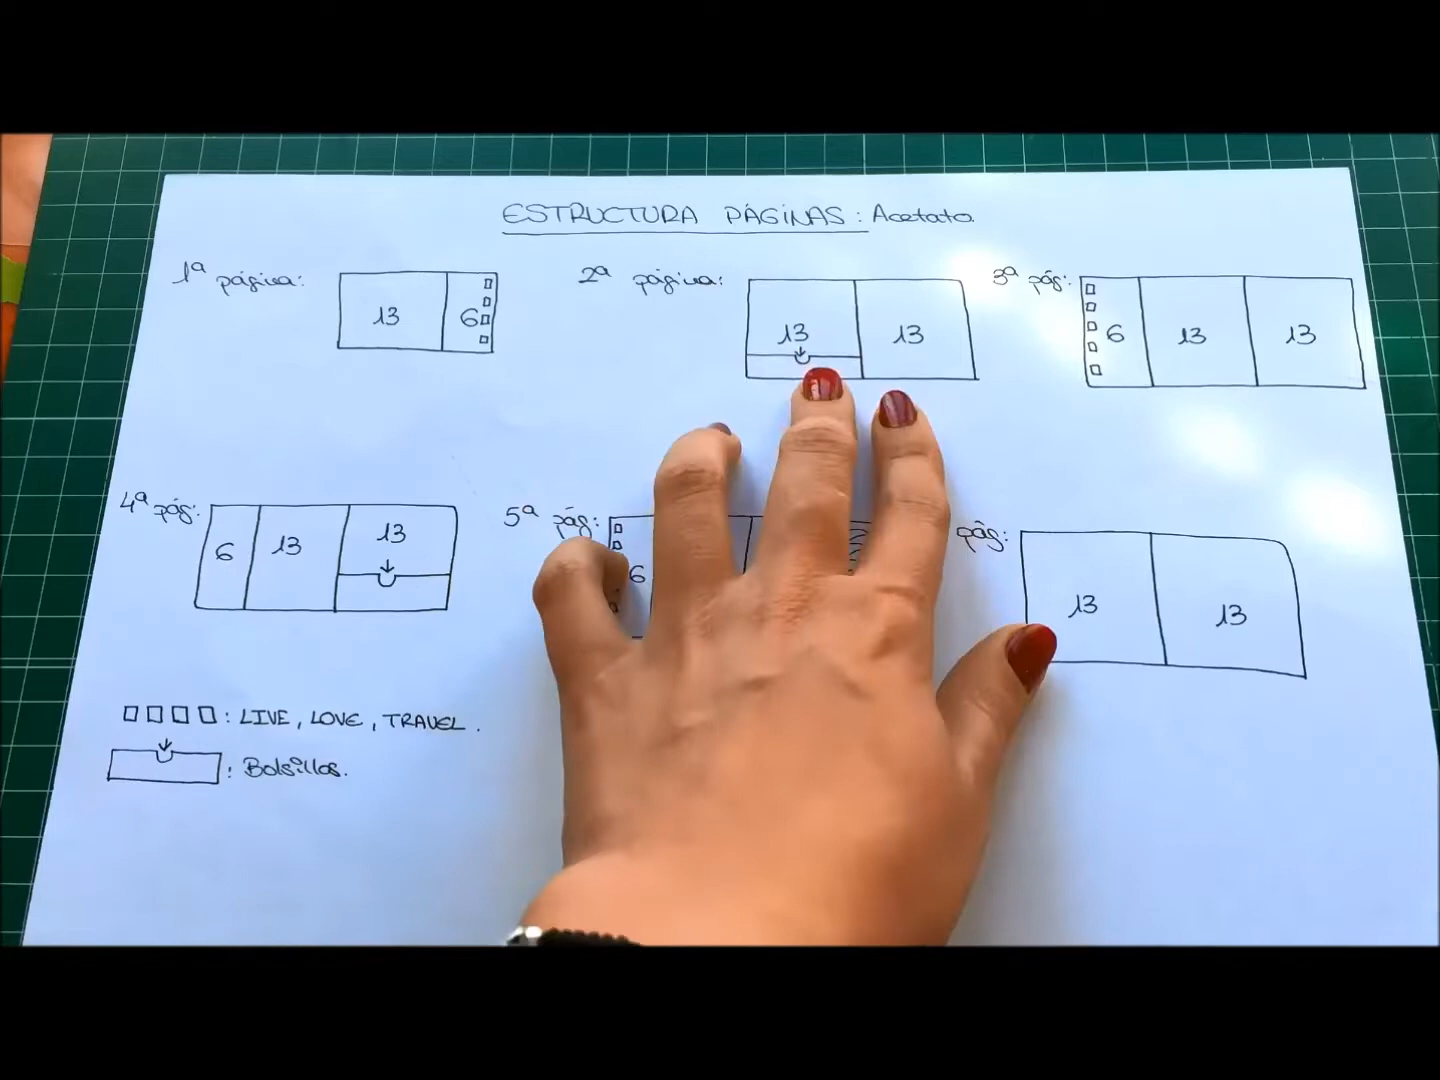 ESTRUCTURA PÁGINAS: Acetato
1ª página: 13 6
2ª página: 13 13
3ª pág: 6 13 13
4ª pág: 6 13 13
5ª pág: 6
pág: 13 13
: LIVE, LOVE, TRAVEL.
: Bolsillos.